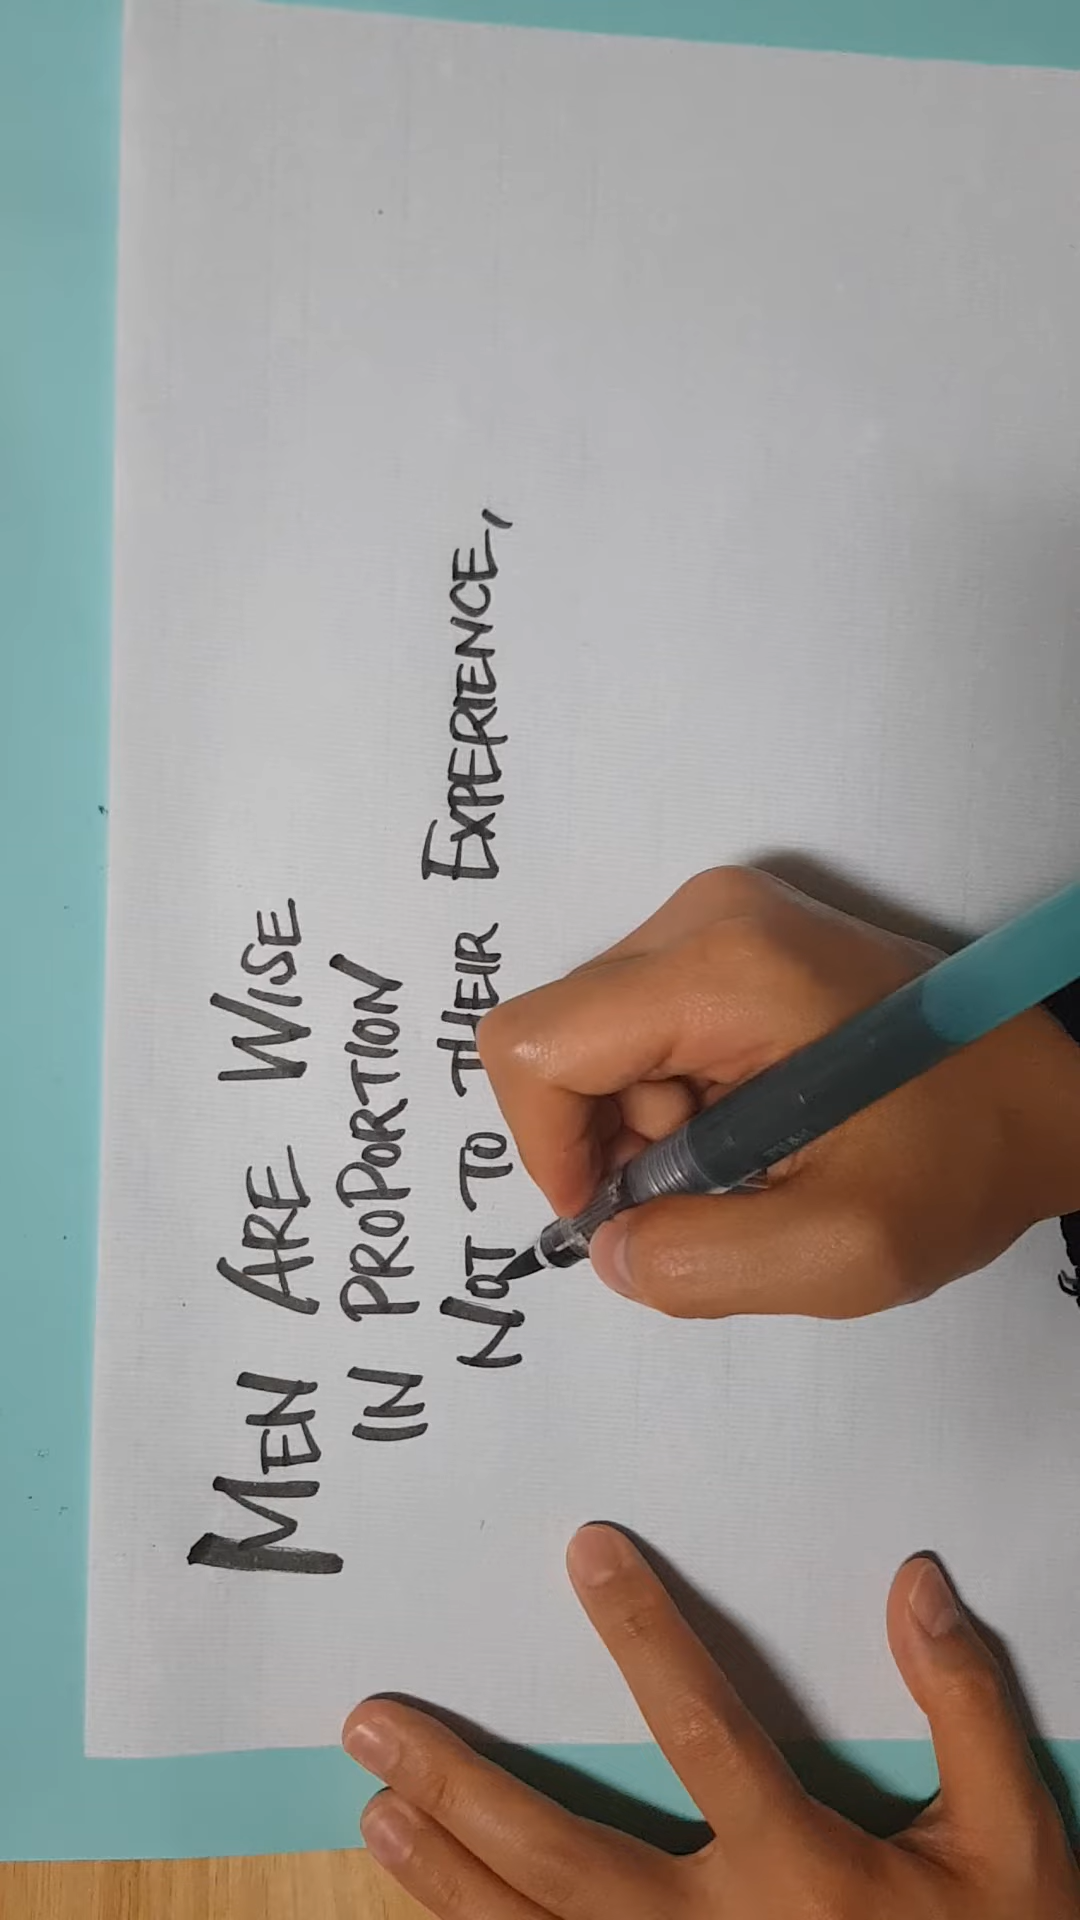 MEN ARE WISE
IN PROPORTION
NOT TO THEIR EXPERIENCE,